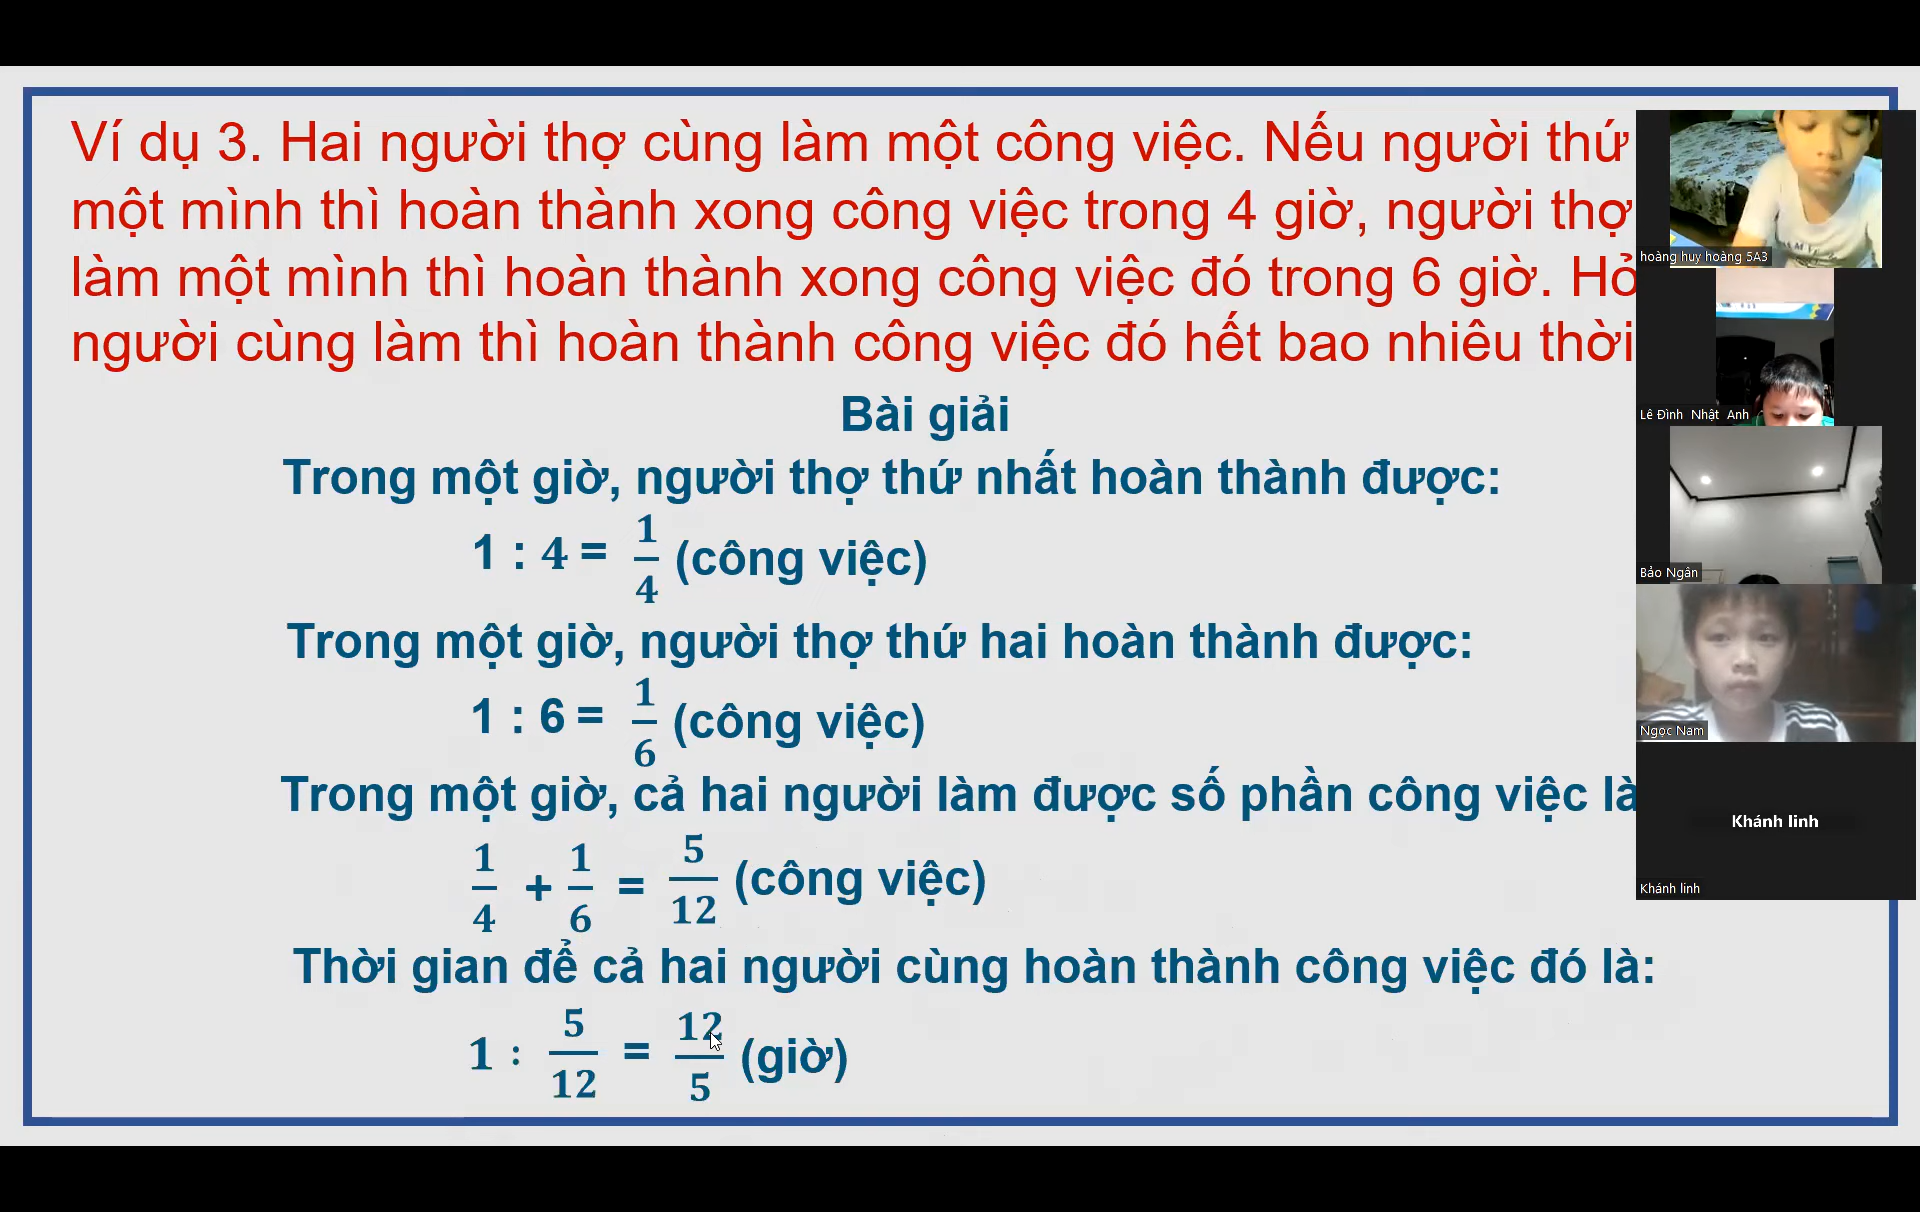 Ví dụ 3. Hai người thợ cùng làm một công việc. Nếu người thứ
một mình thì hoàn thành xong công việc trong 4 giờ, người thợ
làm một mình thì hoàn thành xong công việc đó trong 6 giờ. Hỏ
người cùng làm thì hoàn thành công việc đó hết bao nhiêu thời
Bài giải
Trong một giờ, người thợ thứ nhất hoàn thành được:
1 : 4 = 1/4 (công việc)
Trong một giờ, người thợ thứ hai hoàn thành được:
1 : 6 = 1/6 (công việc)
Trong một giờ, cả hai người làm được số phần công việc là
1/4 + 1/6 = 5/12 (công việc)
Thời gian để cả hai người cùng hoàn thành công việc đó là:
1 : 5/12 = 12/5 (giờ)
hoàng huy hoàng 5A3
Lê Đình Nhật Anh
Bảo Ngân
Ngọc Nam
Khánh linh
Khánh linh